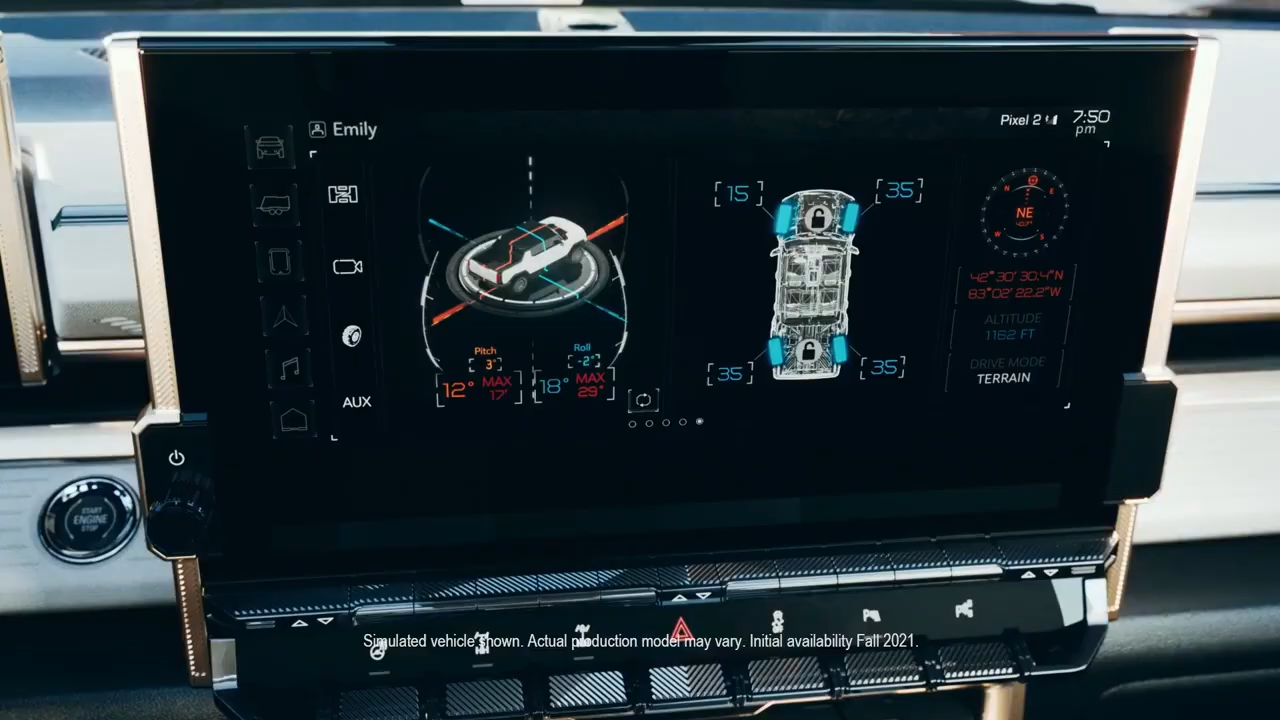 Emily
Pixel 2
7:50
pm
15
35
35
35
Pitch
3°
12°
MAX
17°
Roll
-2°
18°
MAX
29°
AUX
N
E
NE
W
S
42° 30' 30.4"N
83° 02' 22.2"W
ALTITUDE
1162 FT
DRIVE MODE
TERRAIN
START
ENGINE
STOP
Simulated vehicle shown. Actual production model may vary. Initial availability Fall 2021.